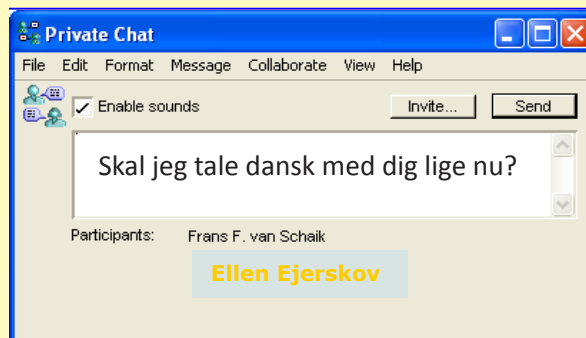 Private Chat
File Edit Format Message Collaborate View Help
Enable sounds Invite... Send
Skal jeg tale dansk med dig lige nu?
Participants: Frans F. van Schaik
Ellen Ejerskov